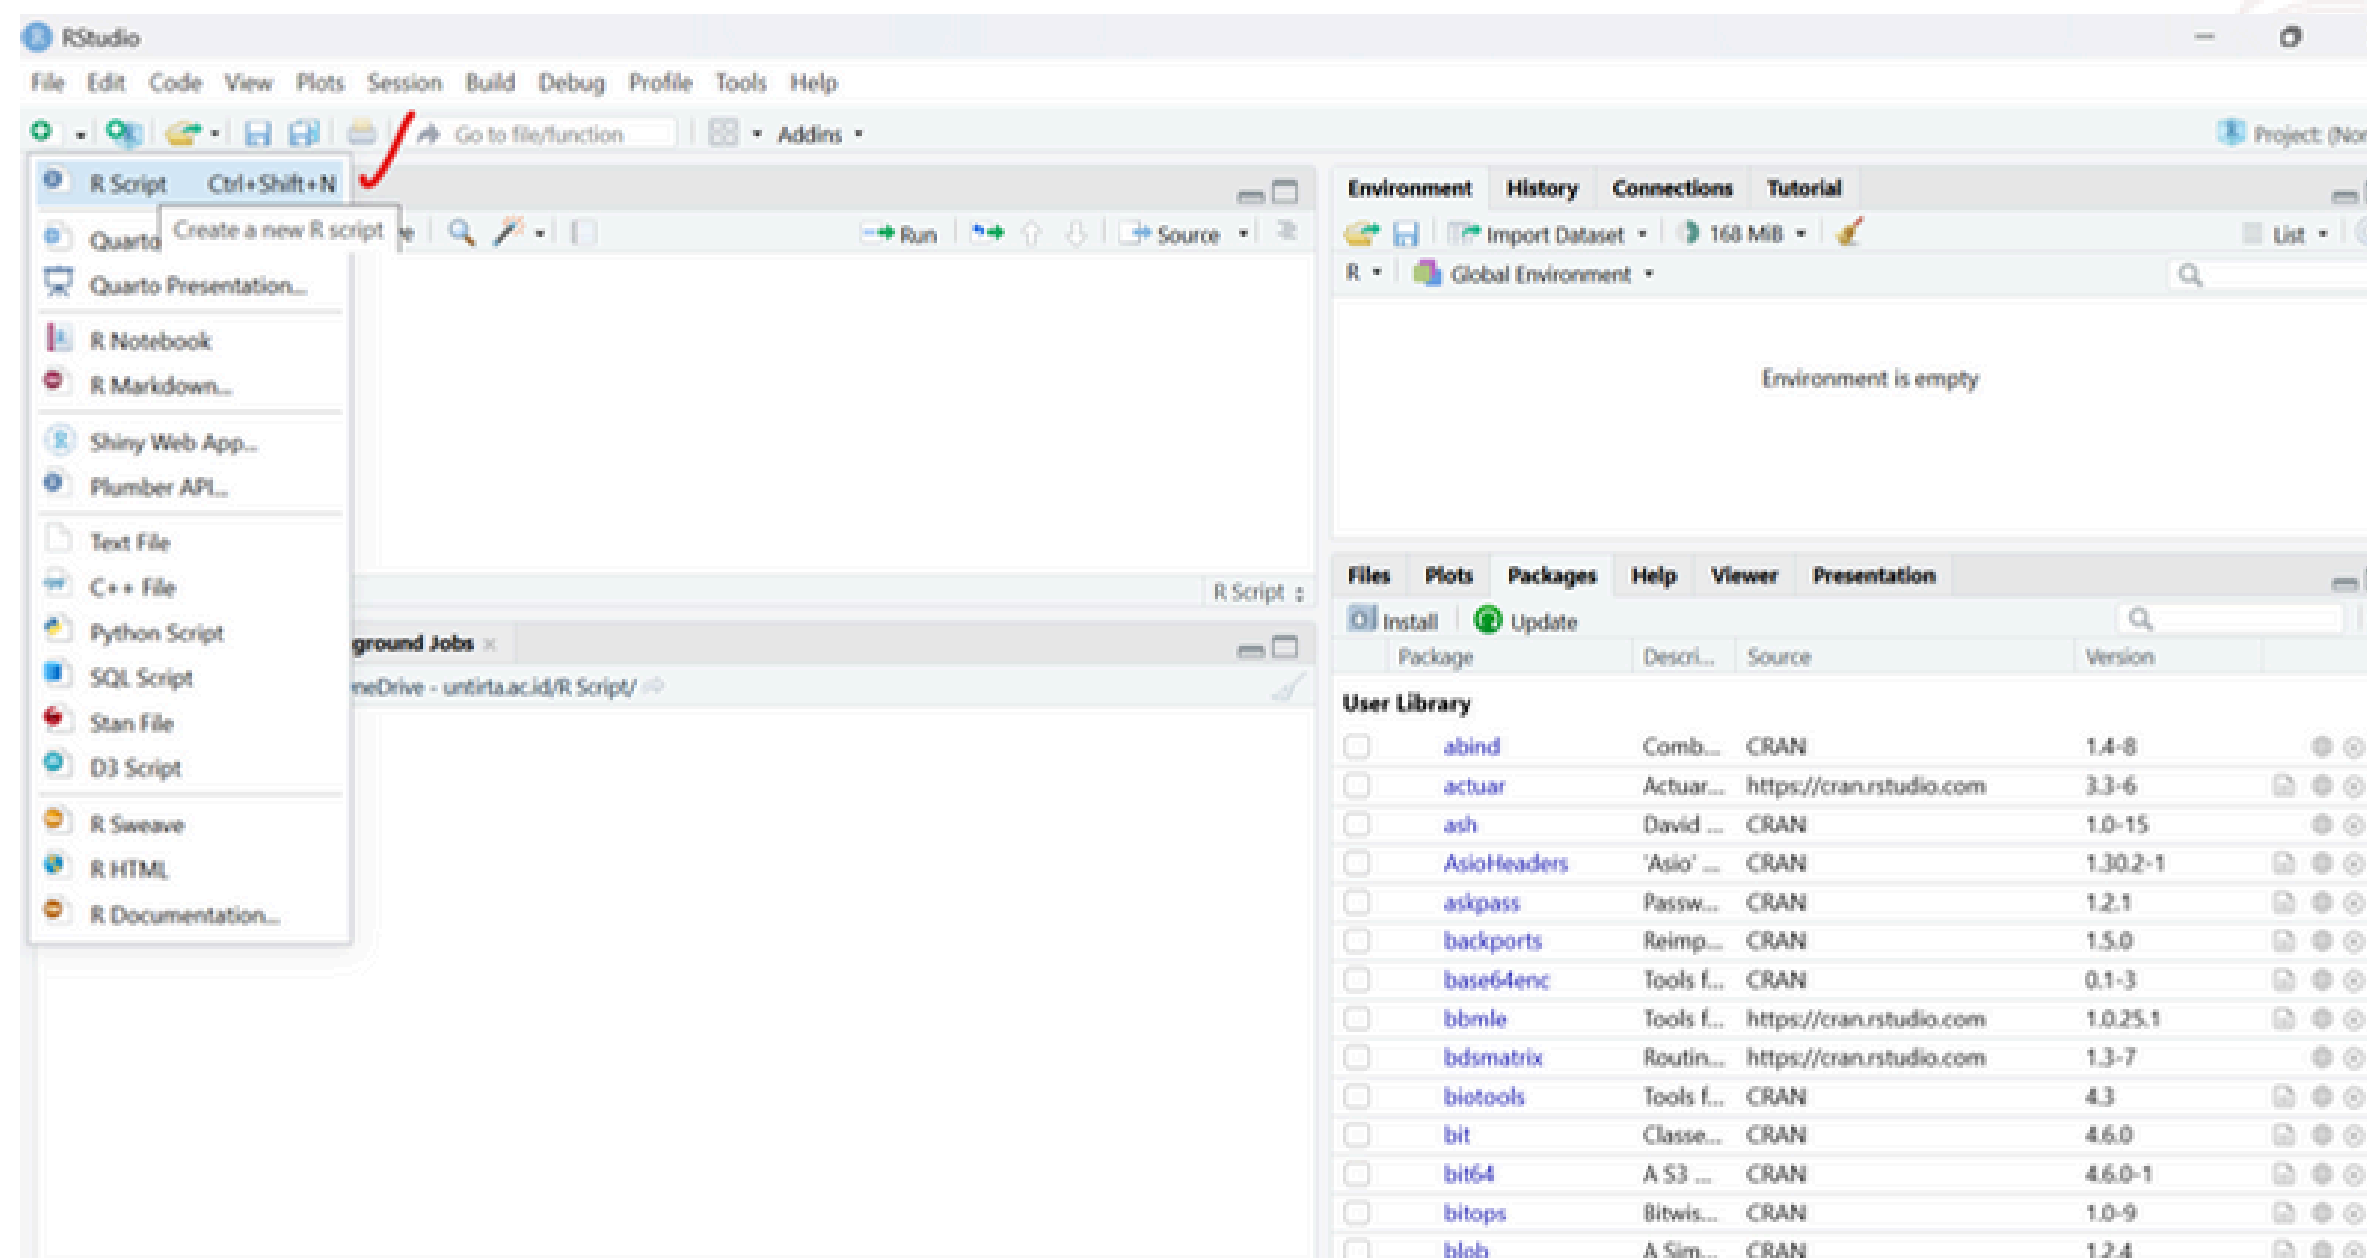 RStudio
File Edit Code View Plots Session Build Debug Profile Tools Help
Go to file/function Addins Project: (Non
R Script Ctrl+Shift+N
Create a new R script
Quarto
Quarto Presentation...
R Notebook
R Markdown...
Shiny Web App...
Plumber API...
Text File
C++ File
Python Script
SQL Script
Stan File
D3 Script
R Sweave
R HTML
R Documentation...
Run Source
R Script
ground Jobs
neDrive - untirta.ac.id/R Script/
Environment History Connections Tutorial
Import Dataset 168 MiB List
R Global Environment
Environment is empty
Files Plots Packages Help Viewer Presentation
Install Update
Package Descri... Source Version
User Library
abind Comb... CRAN 1.4-8
actuar Actuar... https://cran.rstudio.com 3.3-6
ash David ... CRAN 1.0-15
AsioHeaders 'Asio' ... CRAN 1.30.2-1
askpass Passw... CRAN 1.2.1
backports Reimp... CRAN 1.5.0
base64enc Tools f... CRAN 0.1-3
bbmle Tools f... https://cran.rstudio.com 1.0.25.1
bdsmatrix Routin... https://cran.rstudio.com 1.3-7
biotools Tools f... CRAN 4.3
bit Classe... CRAN 4.6.0
bit64 A S3 ... CRAN 4.6.0-1
bitops Bitwis... CRAN 1.0-9
blob A Sim... CRAN 1.2.4